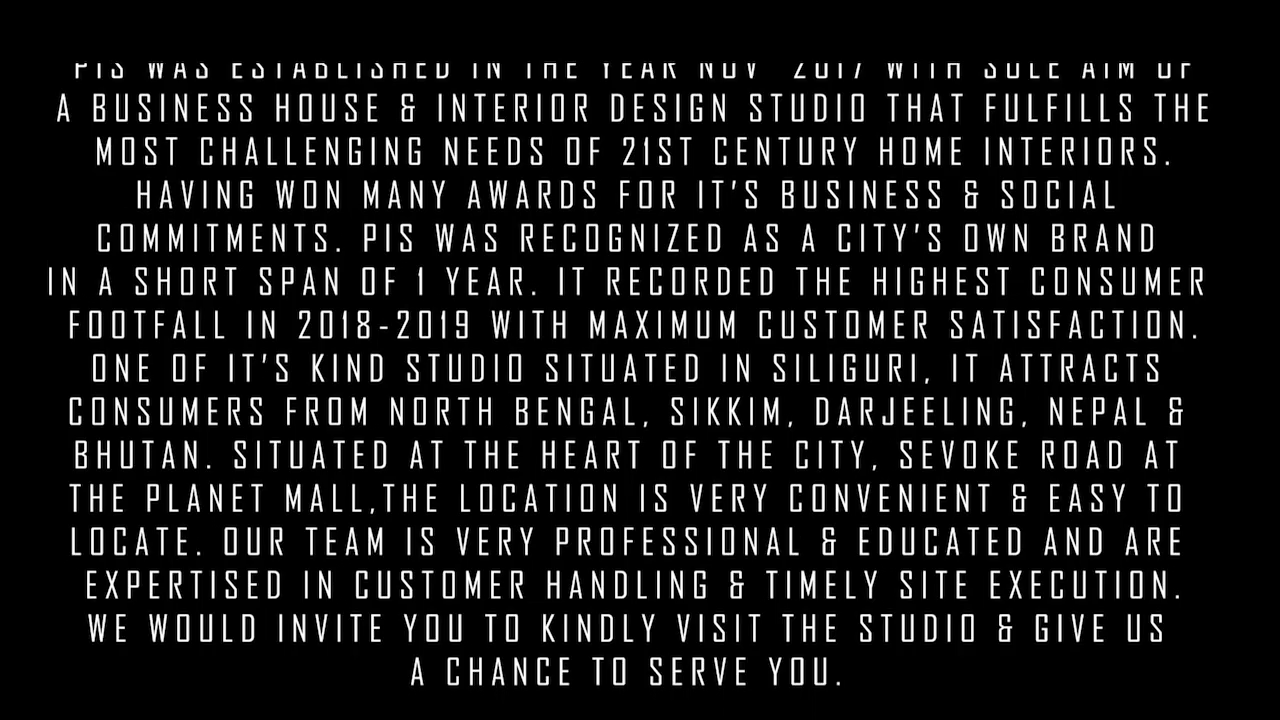 PIS WAS ESTABLISHED IN THE YEAR NOV 2017 WITH SOLE AIM OF
A BUSINESS HOUSE & INTERIOR DESIGN STUDIO THAT FULFILLS THE
MOST CHALLENGING NEEDS OF 21ST CENTURY HOME INTERIORS.
HAVING WON MANY AWARDS FOR IT'S BUSINESS & SOCIAL
COMMITMENTS. PIS WAS RECOGNIZED AS A CITY'S OWN BRAND
IN A SHORT SPAN OF 1 YEAR. IT RECORDED THE HIGHEST CONSUMER
FOOTFALL IN 2018-2019 WITH MAXIMUM CUSTOMER SATISFACTION.
ONE OF IT'S KIND STUDIO SITUATED IN SILIGURI, IT ATTRACTS
CONSUMERS FROM NORTH BENGAL, SIKKIM, DARJEELING, NEPAL &
BHUTAN. SITUATED AT THE HEART OF THE CITY, SEVOKE ROAD AT
THE PLANET MALL,THE LOCATION IS VERY CONVENIENT & EASY TO
LOCATE. OUR TEAM IS VERY PROFESSIONAL & EDUCATED AND ARE
EXPERTISED IN CUSTOMER HANDLING & TIMELY SITE EXECUTION.
WE WOULD INVITE YOU TO KINDLY VISIT THE STUDIO & GIVE US
A CHANCE TO SERVE YOU.